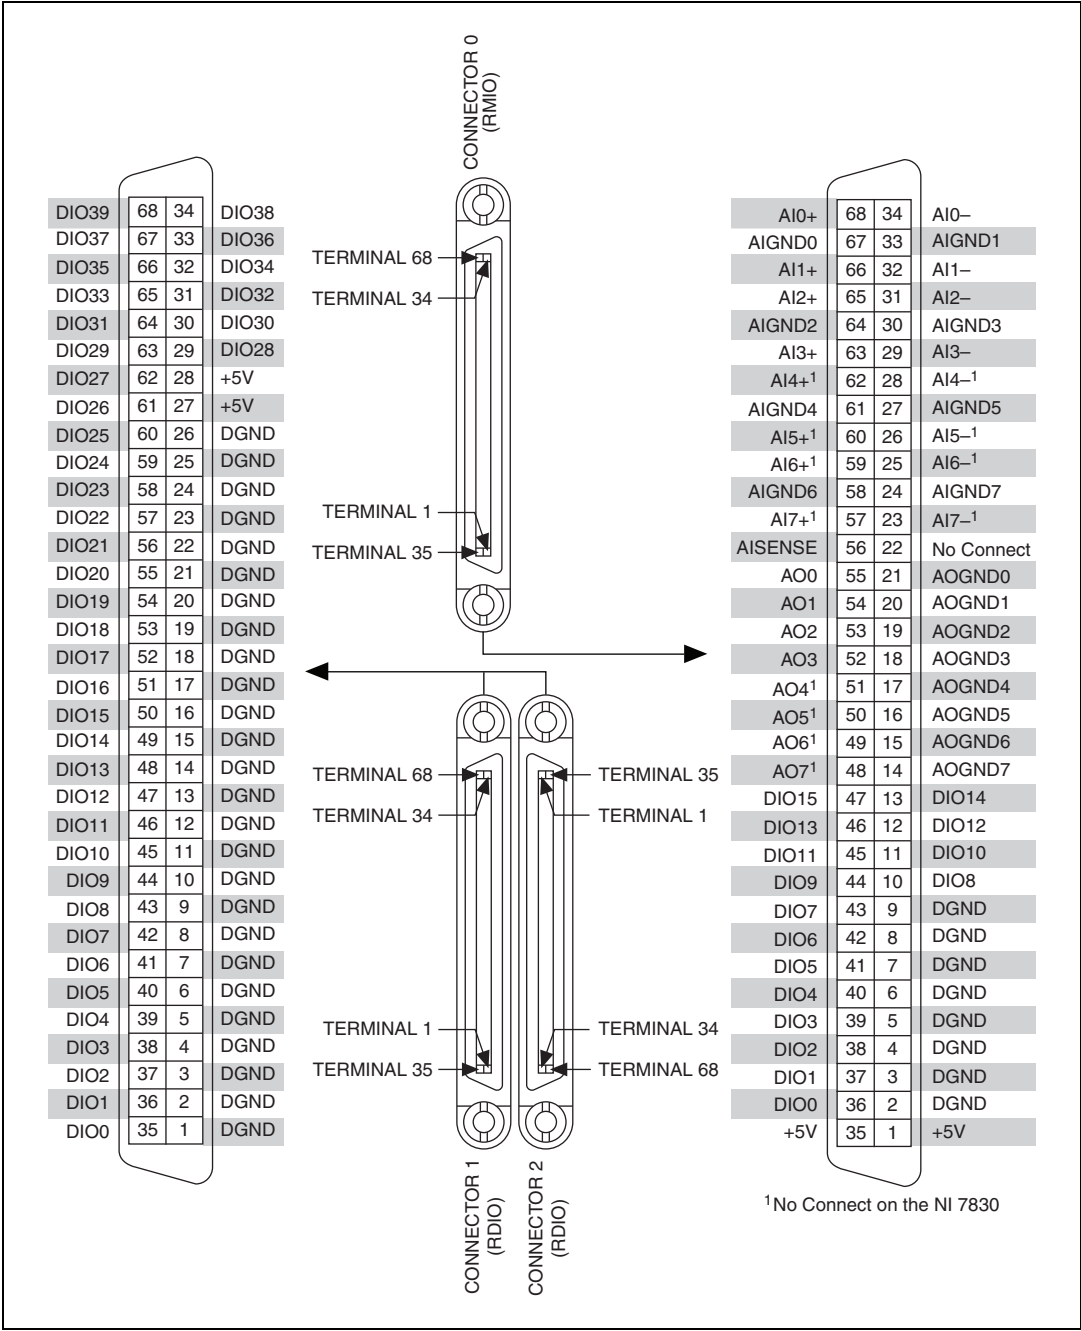 CONNECTOR 0
(RMIO)
DIO39 68 34 DIO38
DIO37 67 33 DIO36
DIO35 66 32 DIO34
DIO33 65 31 DIO32
DIO31 64 30 DIO30
DIO29 63 29 DIO28
DIO27 62 28 +5V
DIO26 61 27 +5V
DIO25 60 26 DGND
DIO24 59 25 DGND
DIO23 58 24 DGND
DIO22 57 23 DGND
DIO21 56 22 DGND
DIO20 55 21 DGND
DIO19 54 20 DGND
DIO18 53 19 DGND
DIO17 52 18 DGND
DIO16 51 17 DGND
DIO15 50 16 DGND
DIO14 49 15 DGND
DIO13 48 14 DGND
DIO12 47 13 DGND
DIO11 46 12 DGND
DIO10 45 11 DGND
DIO9 44 10 DGND
DIO8 43 9 DGND
DIO7 42 8 DGND
DIO6 41 7 DGND
DIO5 40 6 DGND
DIO4 39 5 DGND
DIO3 38 4 DGND
DIO2 37 3 DGND
DIO1 36 2 DGND
DIO0 35 1 DGND
TERMINAL 68
TERMINAL 34
TERMINAL 1
TERMINAL 35
TERMINAL 68
TERMINAL 34
TERMINAL 35
TERMINAL 1
TERMINAL 1
TERMINAL 35
TERMINAL 34
TERMINAL 68
CONNECTOR 1
(RDIO)
CONNECTOR 2
(RDIO)
AI0+ 68 34 AI0–
AIGND0 67 33 AIGND1
AI1+ 66 32 AI1–
AI2+ 65 31 AI2–
AIGND2 64 30 AIGND3
AI3+ 63 29 AI3–
AI4+1 62 28 AI4–1
AIGND4 61 27 AIGND5
AI5+1 60 26 AI5–1
AI6+1 59 25 AI6–1
AIGND6 58 24 AIGND7
AI7+1 57 23 AI7–1
AISENSE 56 22 No Connect
AO0 55 21 AOGND0
AO1 54 20 AOGND1
AO2 53 19 AOGND2
AO3 52 18 AOGND3
AO41 51 17 AOGND4
AO51 50 16 AOGND5
AO61 49 15 AOGND6
AO71 48 14 AOGND7
DIO15 47 13 DIO14
DIO13 46 12 DIO12
DIO11 45 11 DIO10
DIO9 44 10 DIO8
DIO7 43 9 DGND
DIO6 42 8 DGND
DIO5 41 7 DGND
DIO4 40 6 DGND
DIO3 39 5 DGND
DIO2 38 4 DGND
DIO1 37 3 DGND
DIO0 36 2 DGND
+5V 35 1 +5V
1No Connect on the NI 7830